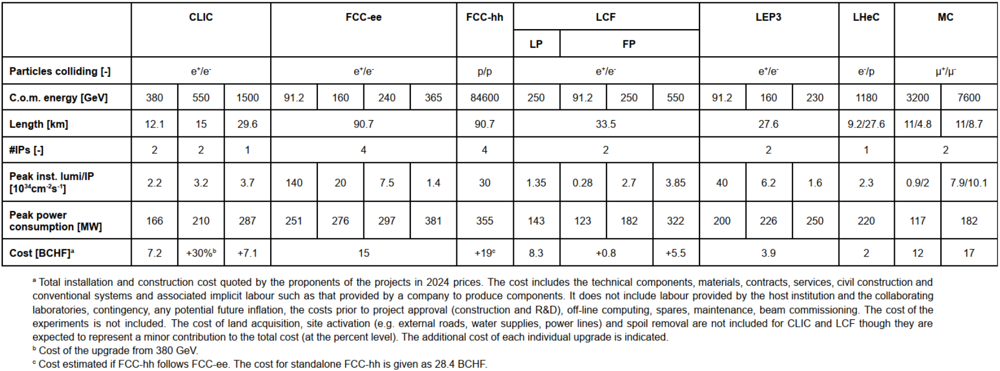 CLIC FCC-ee FCC-hh LCF LEP3 LHeC MC
LP FP
Particles colliding [-] e⁺/e⁻ e⁺/e⁻ p/p e⁺/e⁻ e⁺/e⁻ e⁻/p µ⁺/µ⁻
C.o.m. energy [GeV] 380 550 1500 91.2 160 240 365 84600 250 91.2 250 550 91.2 160 230 1180 3200 7600
Length [km] 12.1 15 29.6 90.7 90.7 33.5 27.6 9.2/27.6 11/4.8 11/8.7
#IPs [-] 2 2 1 4 4 2 2 1 2
Peak inst. lumi/IP
[10³⁴cm⁻²s⁻¹] 2.2 3.2 3.7 140 20 7.5 1.4 30 1.35 0.28 2.7 3.85 40 6.2 1.6 2.3 0.9/2 7.9/10.1
Peak power
consumption [MW] 166 210 287 251 276 297 381 355 143 123 182 322 200 226 250 220 117 182
Cost [BCHF]ᵃ 7.2 +30%ᵇ +7.1 15 +19ᶜ 8.3 +0.8 +5.5 3.9 2 12 17
ᵃ Total installation and construction cost quoted by the proponents of the projects in 2024 prices. The cost includes the technical components, materials, contracts, services, civil construction and
conventional systems and associated implicit labour such as that provided by a company to produce components. It does not include labour provided by the host institution and the collaborating
laboratories, contingency, any potential future inflation, the costs prior to project approval (construction and R&D), off-line computing, spares, maintenance, beam commissioning. The cost of the
experiments is not included. The cost of land acquisition, site activation (e.g. external roads, water supplies, power lines) and spoil removal are not included for CLIC and LCF though they are
expected to represent a minor contribution to the total cost (at the percent level). The additional cost of each individual upgrade is indicated.
ᵇ Cost of the upgrade from 380 GeV.
ᶜ Cost estimated if FCC-hh follows FCC-ee. The cost for standalone FCC-hh is given as 28.4 BCHF.